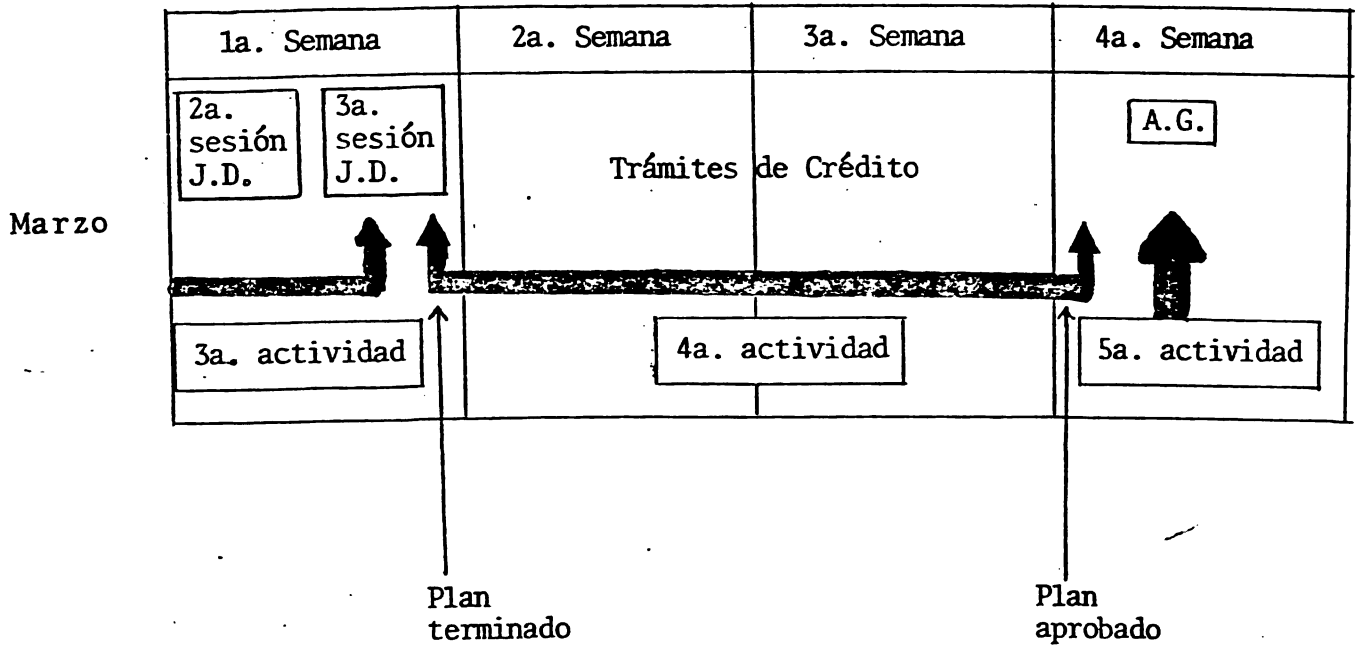 1a. Semana
2a. Semana
3a. Semana
4a. Semana
2a.
sesión
J.D.
3a.
sesión
J.D.
Trámites de Crédito
A.G.
Marzo
3a. actividad
4a. actividad
5a. actividad
Plan
terminado
Plan
aprobado